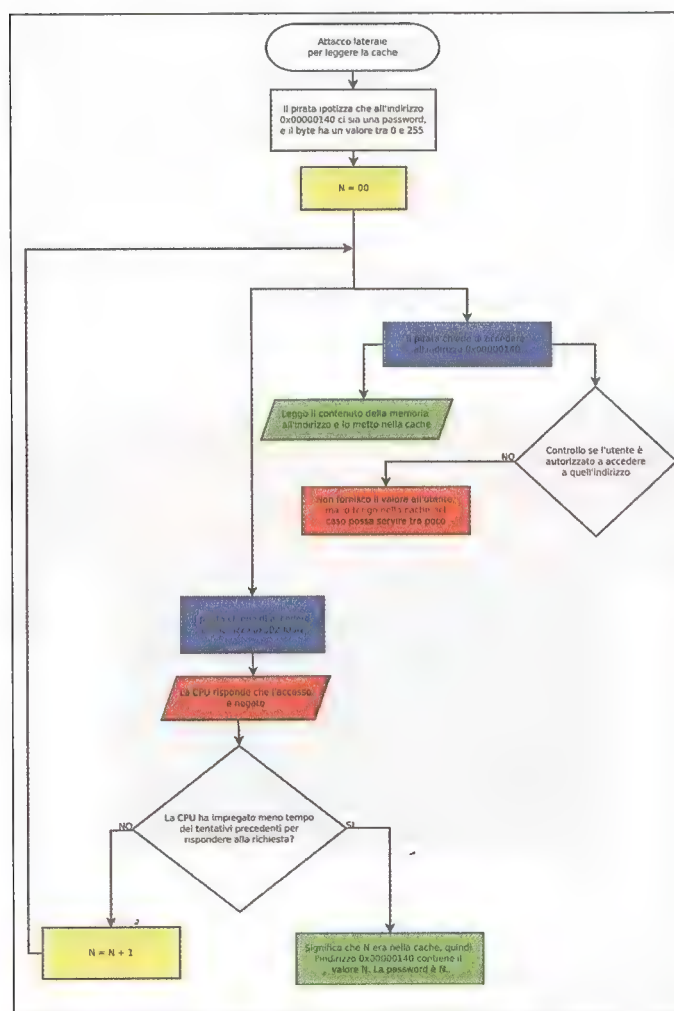 Attacco laterale
per leggere la cache
Il pirata ipotizza che all'indirizzo
0x00000140 ci sia una password,
e il byte ha un valore tra 0 e 255
N = 00
Il pirata chiede di accedere
all'indirizzo 0x00000140
Leggo il contenuto della memoria
all'indirizzo e lo metto nella cache
Controllo se l'utente è
autorizzato a accedere
a quell'indirizzo
NO
Non fornisco il valore all'utente,
ma lo tengo nella cache nel
caso possa servire tra poco
La CPU risponde che l'accesso
è negato
La CPU ha impiegato meno tempo
dei tentativi precedenti per
rispondere alla richiesta?
NO
SI
N = N + 1
Significa che N era nella cache, quindi
l'indirizzo 0x00000140 contiene il
valore N. La password è N.